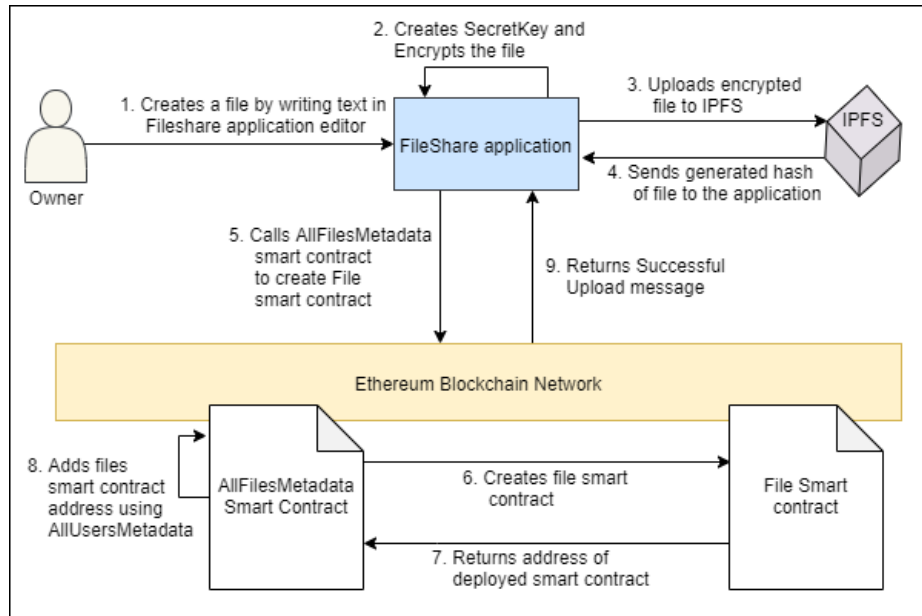 2. Creates SecretKey and
Encrypts the file
1. Creates a file by writing text in
Fileshare application editor
3. Uploads encrypted
file to IPFS
IPFS
FileShare application
4. Sends generated hash
of file to the application
Owner
5. Calls AllFilesMetadata
smart contract
to create File
smart contract
9. Returns Successful
Upload message
Ethereum Blockchain Network
8. Adds files
smart contract
address using
AllUsersMetadata
AllFilesMetadata
Smart Contract
6. Creates file smart
contract
File Smart
contract
7. Returns address of
deployed smart contract